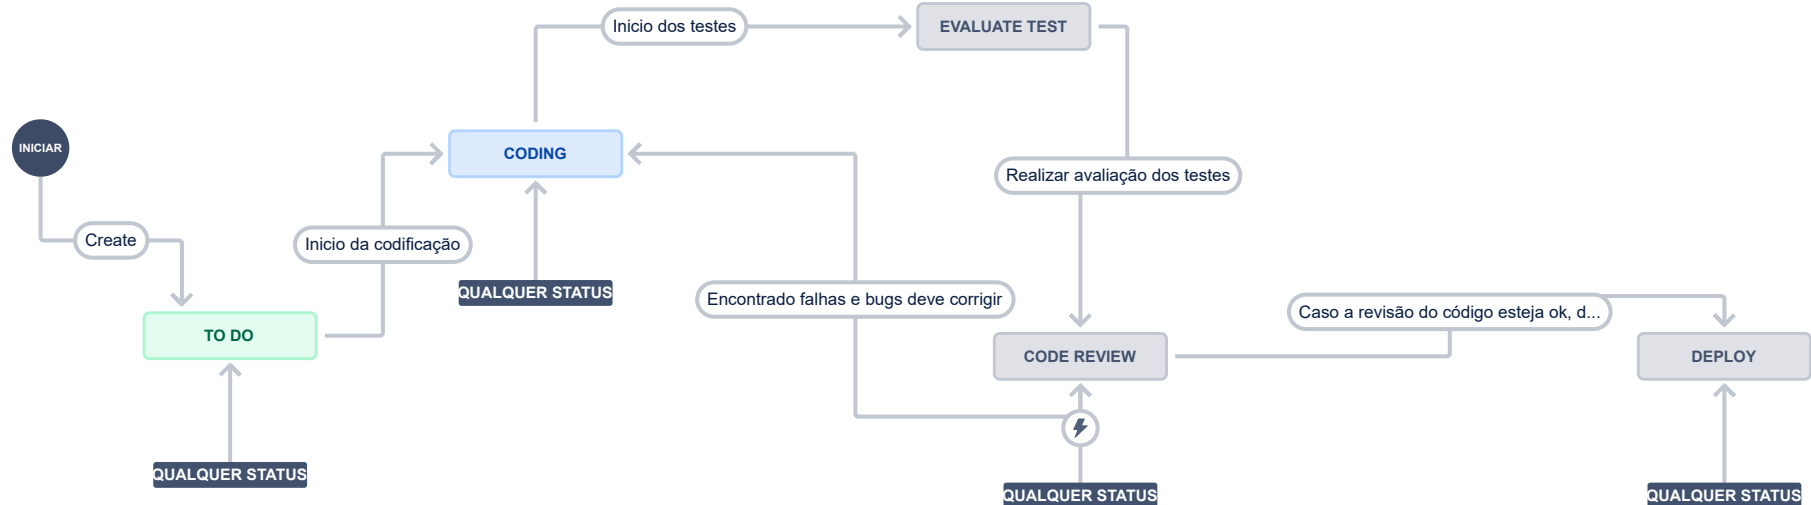 Inicio dos testes
EVALUATE TEST
INICIAR
CODING
Realizar avaliação dos testes
Create
Inicio da codificação
QUALQUER STATUS
Encontrado falhas e bugs deve corrigir
Caso a revisão do código esteja ok, d...
TO DO
CODE REVIEW
DEPLOY
QUALQUER STATUS
QUALQUER STATUS
QUALQUER STATUS